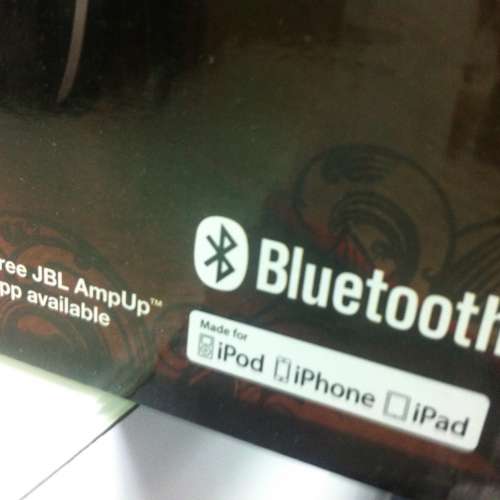 ree JBL AmpUp™
pp available
Bluetooth
Made for
iPod iPhone iPad